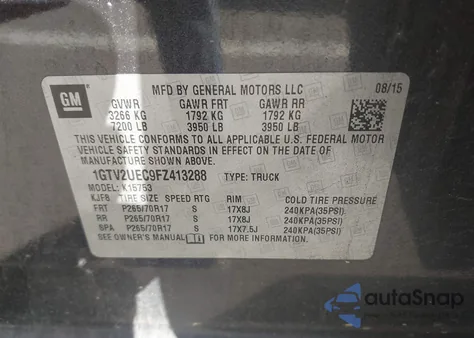 GM
MFD BY GENERAL MOTORS LLC 08/15
GVWR GAWR FRT GAWR RR
3266 KG 1792 KG 1792 KG
7200 LB 3950 LB 3950 LB
THIS VEHICLE CONFORMS TO ALL APPLICABLE U.S. FEDERAL MOTOR
VEHICLE SAFETY STANDARDS IN EFFECT ON THE DATE OF
MANUFACTURE SHOWN ABOVE.
1GTV2UEC9FZ413288 TYPE: TRUCK
MODEL: K15753
KJFB TIRE SIZE SPEED RTG RIM COLD TIRE PRESSURE
FRT P265/70R17 S 17X8J 240KPA(35PSI)
RR P265/70R17 S 17X8J 240KPA(35PSI)
SPA P265/70R17 S 17X7.5J 240KPA(35PSI)
SEE OWNER'S MANUAL i FOR MORE INFORMATION.
autoSnap